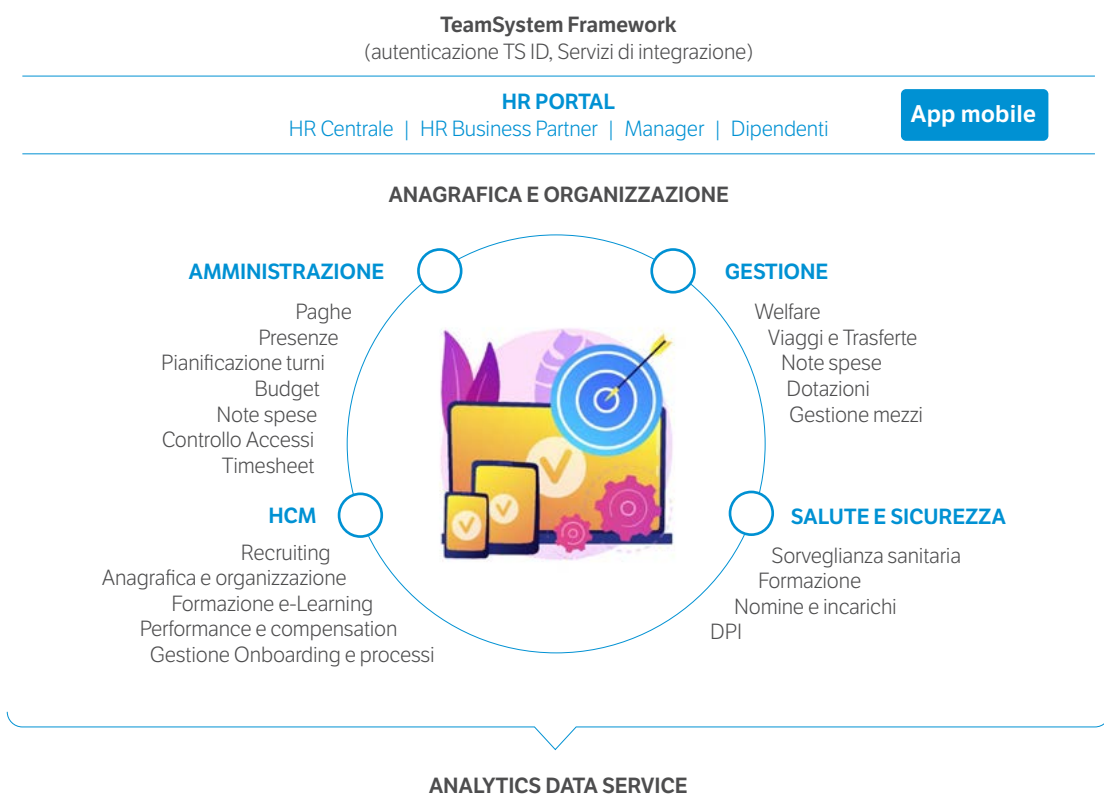 TeamSystem Framework
(autenticazione TS ID, Servizi di integrazione)
HR PORTAL
HR Centrale | HR Business Partner | Manager | Dipendenti
App mobile
ANAGRAFICA E ORGANIZZAZIONE
AMMINISTRAZIONE
Paghe
Presenze
Pianificazione turni
Budget
Note spese
Controllo Accessi
Timesheet
GESTIONE
Welfare
Viaggi e Trasferte
Note spese
Dotazioni
Gestione mezzi
HCM
Recruiting
Anagrafica e organizzazione
Formazione e-Learning
Performance e compensation
Gestione Onboarding e processi
SALUTE E SICUREZZA
Sorveglianza sanitaria
Formazione
Nomine e incarichi
DPI
ANALYTICS DATA SERVICE